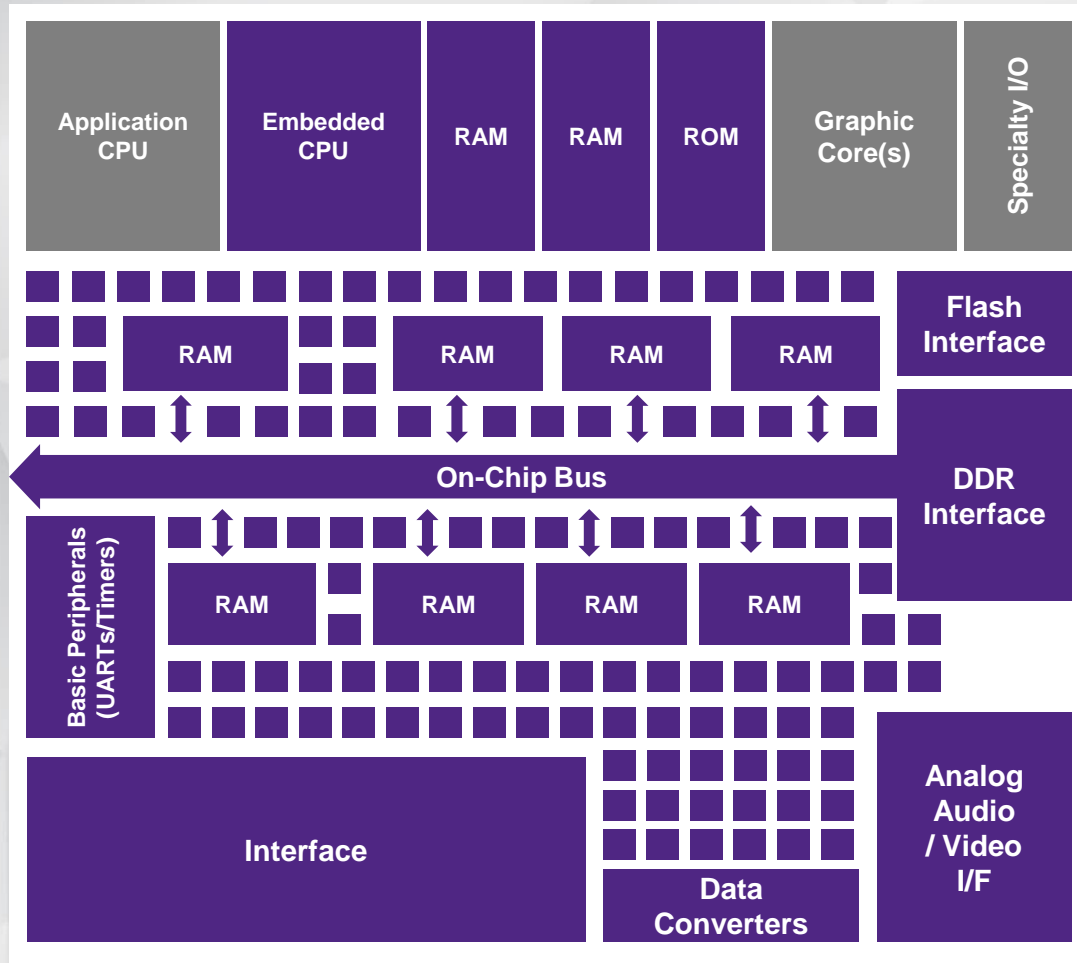 Application
CPU
Embedded
CPU
RAM
RAM
ROM
Graphic
Core(s)
Specialty I/O
Flash
Interface
RAM
RAM
RAM
RAM
On-Chip Bus
DDR
Interface
Basic Peripherals
(UARTs/Timers)
RAM
RAM
RAM
RAM
Interface
Data
Converters
Analog
Audio
/ Video
I/F